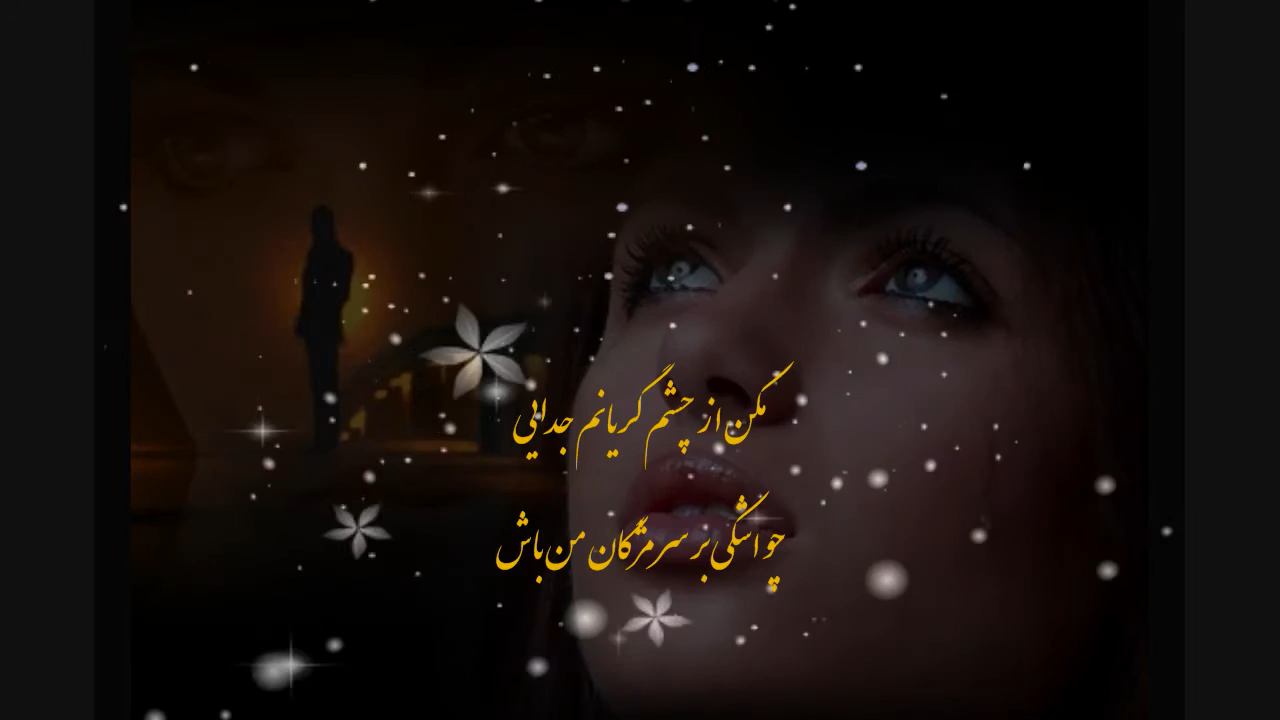 مکن از چشم گریانم جدایی
چو اشکی بر سر مژگان من باش